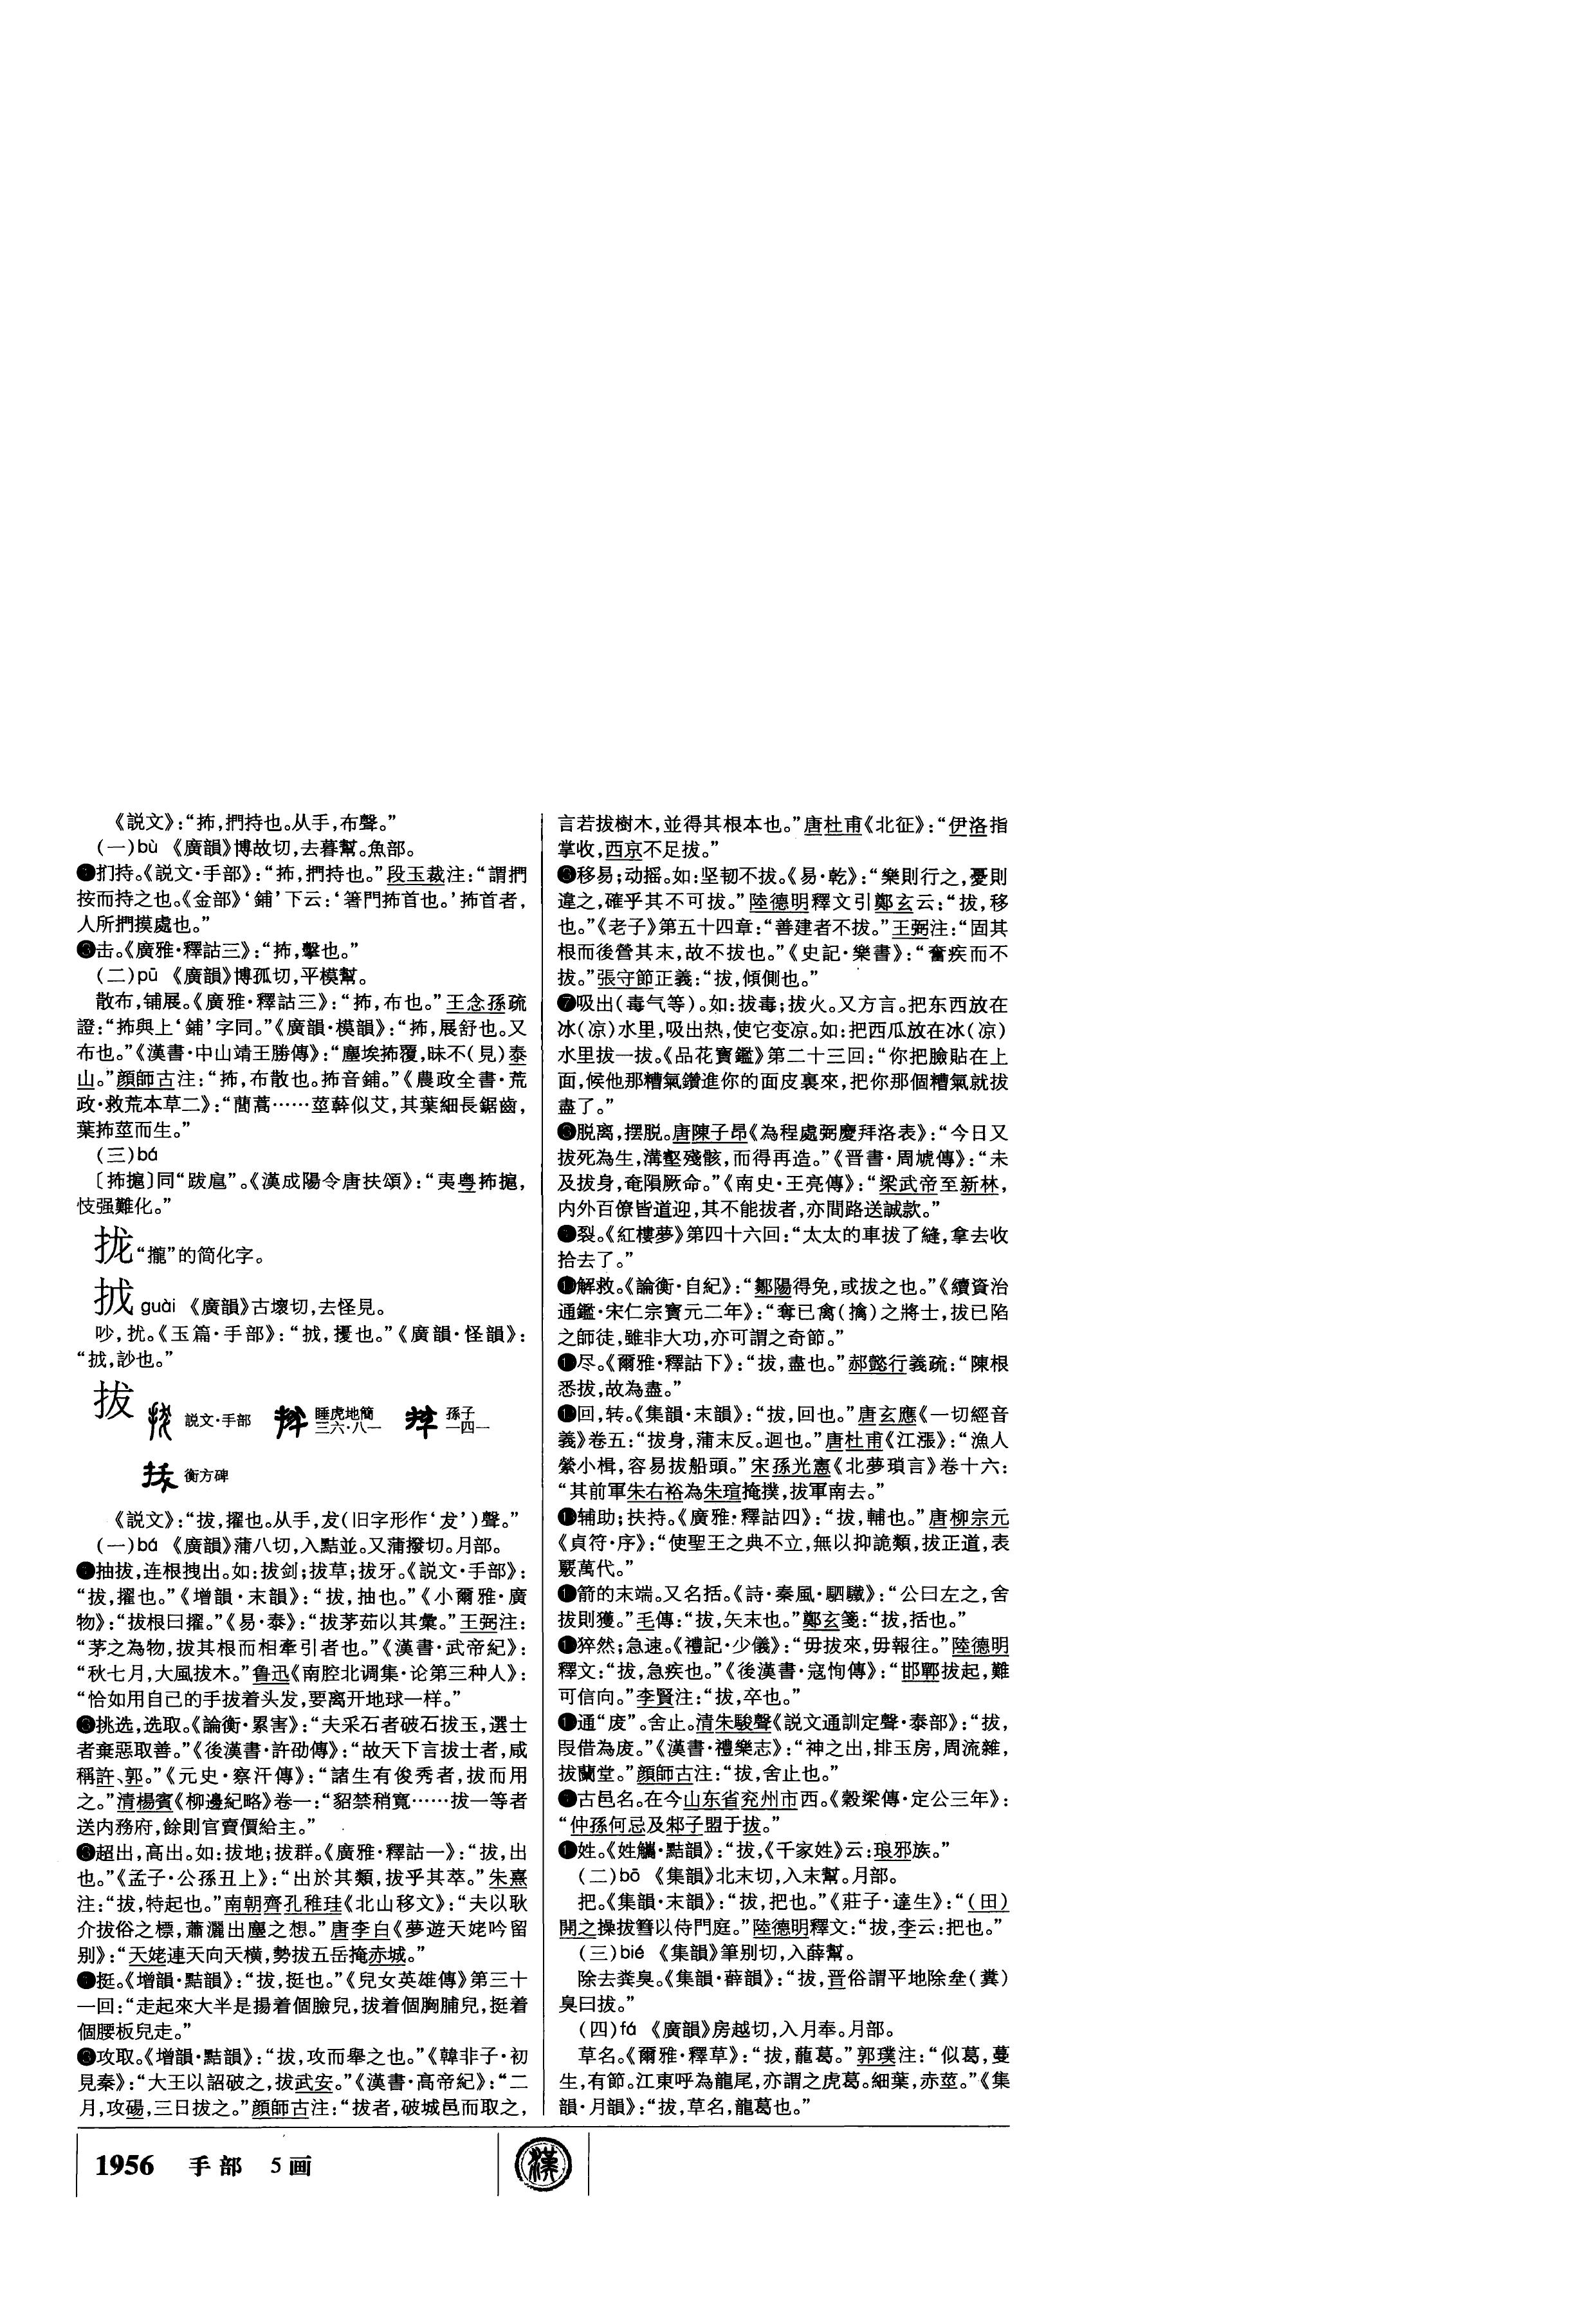 《説文》：“抪，捫持也。从手，布聲。”
(一)bù 《廣韻》博故切，去暮幫。魚部。
❶扪持。《説文·手部》：“抪，捫持也。”段玉裁注：“謂捫
按而持之也。《金部》‘鋪’下云：‘箸門抪首也。’抪首者，
人所捫摸處也。”
❷击。《廣雅·釋詁三》：“抪，擊也。”
(二)pū 《廣韻》博孤切，平模幫。
散布，铺展。《廣雅·釋詁三》：“抪，布也。”王念孫疏
證：“抪與上‘鋪’字同。”《廣韻·模韻》：“抪，展舒也。又
布也。”《漢書·中山靖王勝傳》：“塵埃抪覆，昧不(見)泰
山。”顔師古注：“抪，布散也。抪音鋪。”《農政全書·荒
政·救荒本草二》：“䕞蒿……莖簳似艾，其葉細長鋸齒，
葉抪莖而生。”
(三)bá
〔抪摅〕同“跋扈”。《漢成陽令唐扶頌》：“夷粵抪摅，
忮强難化。”
拢 “攏”的简化字。
㧔 guài 《廣韻》古壞切，去怪見。
吵，扰。《玉篇·手部》：“㧔，擾也。”《廣韻·怪韻》：
“㧔，訬也。”
拔 説文·手部 睡虎地簡三六·八一 孫子一四一
衡方碑
《説文》：“拔，擢也。从手，犮(旧字形作‘犮’)聲。”
(一)bá 《廣韻》蒲八切，入黠並。又蒲撥切。月部。
❶抽拔，连根拽出。如：拔剑；拔草；拔牙。《説文·手部》：
“拔，擢也。”《增韻·末韻》：“拔，抽也。”《小爾雅·廣
物》：“拔根曰擢。”《易·泰》：“拔茅茹以其彙。”王弼注：
“茅之為物，拔其根而相牽引者也。”《漢書·武帝紀》：
“秋七月，大風拔木。”鲁迅《南腔北调集·论第三种人》：
“恰如用自己的手拔着头发，要离开地球一样。”
❷挑选，选取。《論衡·累害》：“夫采石者破石拔玉，選士
者棄惡取善。”《後漢書·許劭傳》：“故天下言拔士者，咸
稱許、郭。”《元史·察汗傳》：“諸生有俊秀者，拔而用
之。”清楊賓《柳邊紀略》卷一：“貂禁稍寬……拔一等者
送内務府，餘則官賣價給主。”
❸超出，高出。如：拔地；拔群。《廣雅·釋詁一》：“拔，出
也。”《孟子·公孫丑上》：“出於其類，拔乎其萃。”朱熹
注：“拔，特起也。”南朝齊孔稚珪《北山移文》：“夫以耿
介拔俗之標，蕭灑出塵之想。”唐李白《夢遊天姥吟留
别》：“天姥連天向天横，勢拔五岳掩赤城。”
❹挺。《增韻·黠韻》：“拔，挺也。”《兒女英雄傳》第三十
一回：“走起來大半是揚着個臉兒，拔着個胸脯兒，挺着
個腰板兒走。”
❺攻取。《增韻·黠韻》：“拔，攻而舉之也。”《韓非子·初
見秦》：“大王以詔破之，拔武安。”《漢書·高帝紀》：“二
月，攻碭，三日拔之。”顔師古注：“拔者，破城邑而取之，
言若拔樹木，並得其根本也。”唐杜甫《北征》：“伊洛指
掌收，西京不足拔。”
❻移易；动摇。如：坚韧不拔。《易·乾》：“樂則行之，憂則
違之，確乎其不可拔。”陸德明釋文引鄭玄云：“拔，移
也。”《老子》第五十四章：“善建者不拔。”王弼注：“固其
根而後營其末，故不拔也。”《史記·樂書》：“奮疾而不
拔。”張守節正義：“拔，傾側也。”
❼吸出(毒气等)。如：拔毒；拔火。又方言。把东西放在
冰(凉)水里，吸出热，使它变凉。如：把西瓜放在冰(凉)
水里拔一拔。《品花寶鑑》第二十三回：“你把臉貼在上
面，候他那糟氣鑽進你的面皮裏來，把你那個糟氣就拔
盡了。”
❽脱离，摆脱。唐陳子昂《為程處弼慶拜洛表》：“今日又
拔死為生，溝壑殘骸，而得再造。”《晋書·周虓傳》：“未
及拔身，奄隕厥命。”《南史·王亮傳》：“梁武帝至新林，
内外百僚皆道迎，其不能拔者，亦間路送誠款。”
❾裂。《紅樓夢》第四十六回：“太太的車拔了縫，拿去收
拾去了。”
❿解救。《論衡·自紀》：“鄒陽得免，或拔之也。”《續資治
通鑑·宋仁宗寶元二年》：“奪已禽(擒)之將士，拔已陷
之師徒，雖非大功，亦可謂之奇節。”
⓫尽。《爾雅·釋詁下》：“拔，盡也。”郝懿行義疏：“陳根
悉拔，故為盡。”
⓬回，转。《集韻·末韻》：“拔，回也。”唐玄應《一切經音
義》卷五：“拔身，蒲末反。迴也。”唐杜甫《江漲》：“漁人
縈小楫，容易拔船頭。”宋孫光憲《北夢瑣言》卷十六：
“其前軍朱右裕為朱瑄掩撲，拔軍南去。”
⓭辅助；扶持。《廣雅·釋詁四》：“拔，輔也。”唐柳宗元
《貞符·序》：“使聖王之典不立，無以抑詭類，拔正道，表
覈萬代。”
⓮箭的末端。又名括。《詩·秦風·駟驖》：“公曰左之，舍
拔則獲。”毛傳：“拔，矢末也。”鄭玄箋：“拔，括也。”
⓯猝然；急速。《禮記·少儀》：“毋拔來，毋報往。”陸德明
釋文：“拔，急疾也。”《後漢書·寇恂傳》：“邯鄲拔起，難
可信向。”李賢注：“拔，卒也。”
⓰通“废”。舍止。清朱駿聲《説文通訓定聲·泰部》：“拔，
叚借為废。”《漢書·禮樂志》：“神之出，排玉房，周流雜，
拔蘭堂。”顔師古注：“拔，舍止也。”
⓱古邑名。在今山东省兖州市西。《穀梁傳·定公三年》：
“仲孫何忌及邾子盟于拔。”
⓲姓。《姓觿·黠韻》：“拔，《千家姓》云：琅邪族。”
(二)bō 《集韻》北末切，入末幫。月部。
把。《集韻·末韻》：“拔，把也。”《莊子·達生》：“(田)
開之操拔篲以侍門庭。”陸德明釋文：“拔，李云：把也。”
(三)bié 《集韻》筆别切，入薛幫。
除去粪臭。《集韻·薛韻》：“拔，晋俗謂平地除垒(糞)
臭曰拔。”
(四)fá 《廣韻》房越切，入月奉。月部。
草名。《爾雅·釋草》：“拔，蘢葛。”郭璞注：“似葛，蔓
生，有節。江東呼為龍尾，亦謂之虎葛。細葉，赤莖。”《集
韻·月韻》：“拔，草名，龍葛也。”
1956 手部 5画
漢